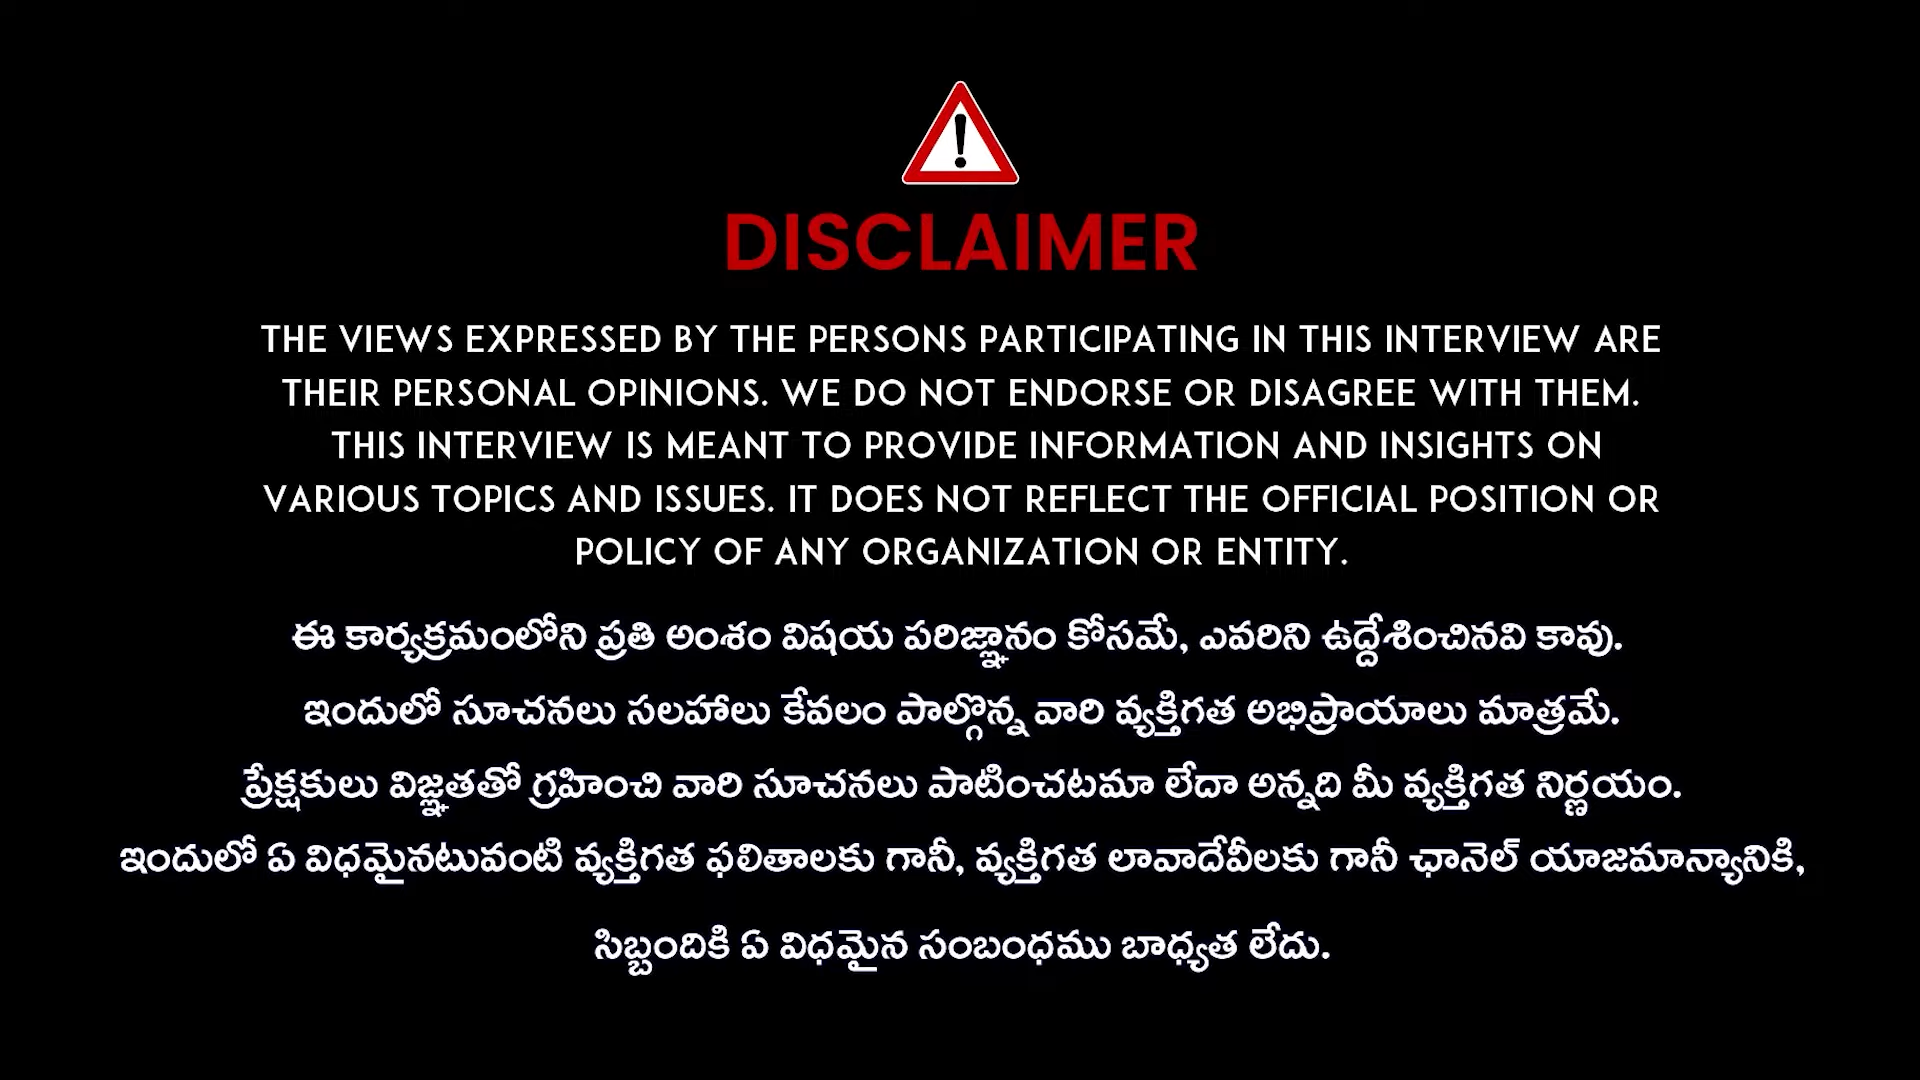 DISCLAIMER
THE VIEWS EXPRESSED BY THE PERSONS PARTICIPATING IN THIS INTERVIEW ARE
THEIR PERSONAL OPINIONS. WE DO NOT ENDORSE OR DISAGREE WITH THEM.
THIS INTERVIEW IS MEANT TO PROVIDE INFORMATION AND INSIGHTS ON
VARIOUS TOPICS AND ISSUES. IT DOES NOT REFLECT THE OFFICIAL POSITION OR
POLICY OF ANY ORGANIZATION OR ENTITY.
ఈ కార్యక్రమంలోని ప్రతి అంశం విషయ పరిజ్ఞానం కోసమే, ఎవరిని ఉద్దేశించినవి కావు.
ఇందులో సూచనలు సలహాలు కేవలం పాల్గొన్న వారి వ్యక్తిగత అభిప్రాయాలు మాత్రమే.
ప్రేక్షకులు విజ్ఞతతో గ్రహించి వారి సూచనలు పాటించటమా లేదా అన్నది మీ వ్యక్తిగత నిర్ణయం.
ఇందులో ఏ విధమైనటువంటి వ్యక్తిగత ఫలితాలకు గానీ, వ్యక్తిగత లావాదేవీలకు గానీ ఛానెల్ యాజమాన్యానికి,
సిబ్బందికి ఏ విధమైన సంబంధము బాధ్యత లేదు.